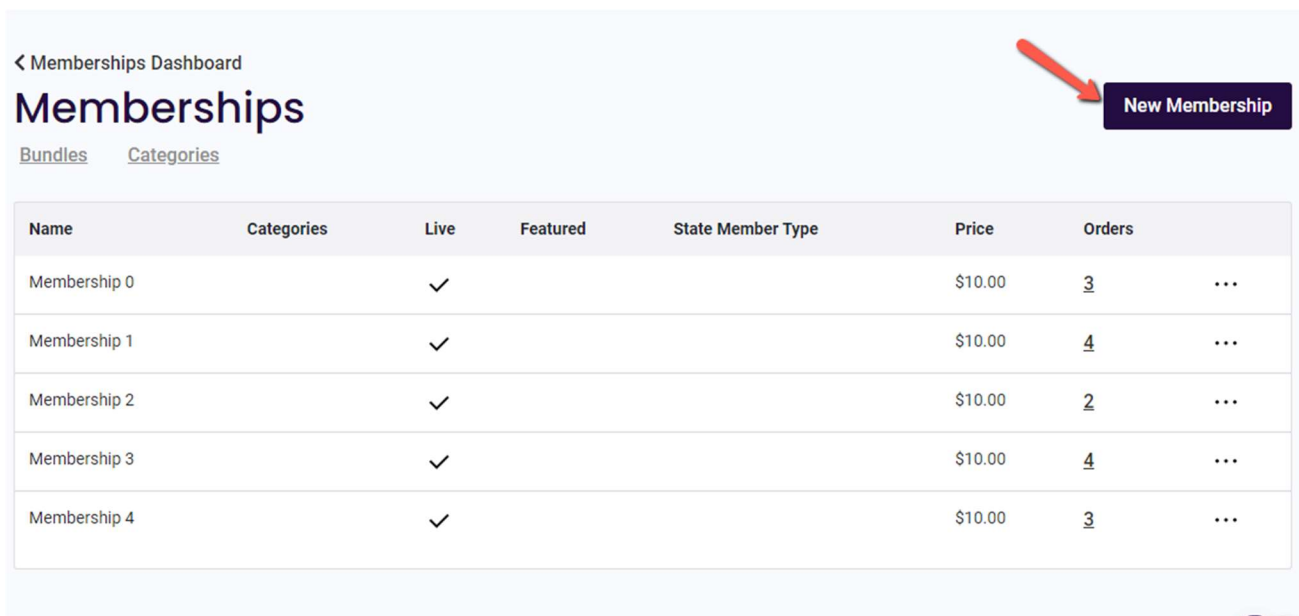 Memberships Dashboard
Memberships
New Membership
Bundles Categories
Name Categories Live Featured State Member Type Price Orders
Membership 0 $10.00 3 ...
Membership 1 $10.00 4 ...
Membership 2 $10.00 2 ...
Membership 3 $10.00 4 ...
Membership 4 $10.00 3 ...